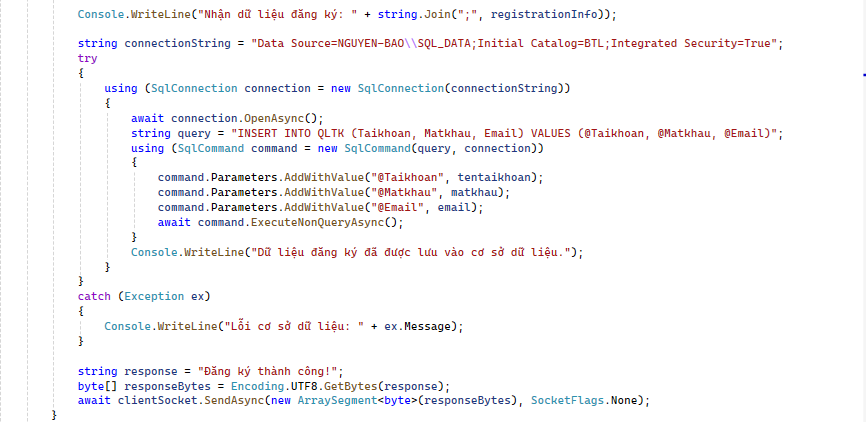 Console.WriteLine("Nhận dữ liệu đăng ký: " + string.Join(";", registrationInfo));
string connectionString = "Data Source=NGUYEN-BAO\\SQL_DATA;Initial Catalog=BTL;Integrated Security=True";
try
{
using (SqlConnection connection = new SqlConnection(connectionString))
{
await connection.OpenAsync();
string query = "INSERT INTO QLTK (Taikhoan, Matkhau, Email) VALUES (@Taikhoan, @Matkhau, @Email)";
using (SqlCommand command = new SqlCommand(query, connection))
{
command.Parameters.AddWithValue("@Taikhoan", tentaikhoan);
command.Parameters.AddWithValue("@Matkhau", matkhau);
command.Parameters.AddWithValue("@Email", email);
await command.ExecuteNonQueryAsync();
}
Console.WriteLine("Dữ liệu đăng ký đã được lưu vào cơ sở dữ liệu.");
}
}
catch (Exception ex)
{
Console.WriteLine("Lỗi cơ sở dữ liệu: " + ex.Message);
}
string response = "Đăng ký thành công!";
byte[] responseBytes = Encoding.UTF8.GetBytes(response);
await clientSocket.SendAsync(new ArraySegment<byte>(responseBytes), SocketFlags.None);
}